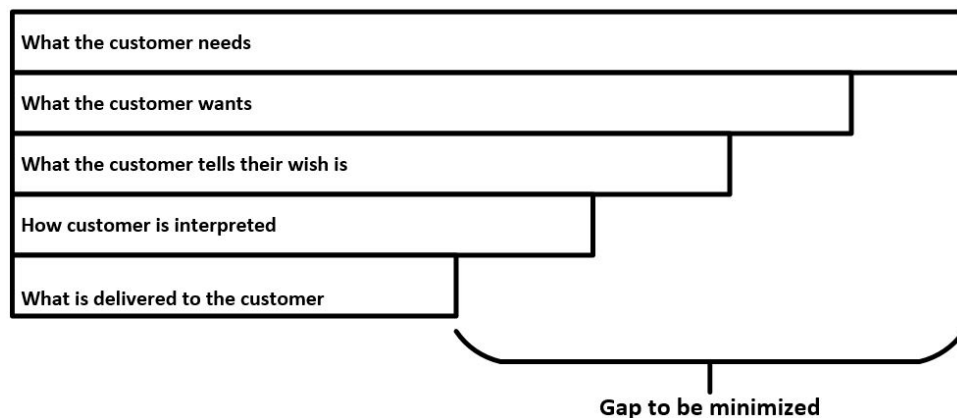 What the customer needs
What the customer wants
What the customer tells their wish is
How customer is interpreted
What is delivered to the customer
Gap to be minimized